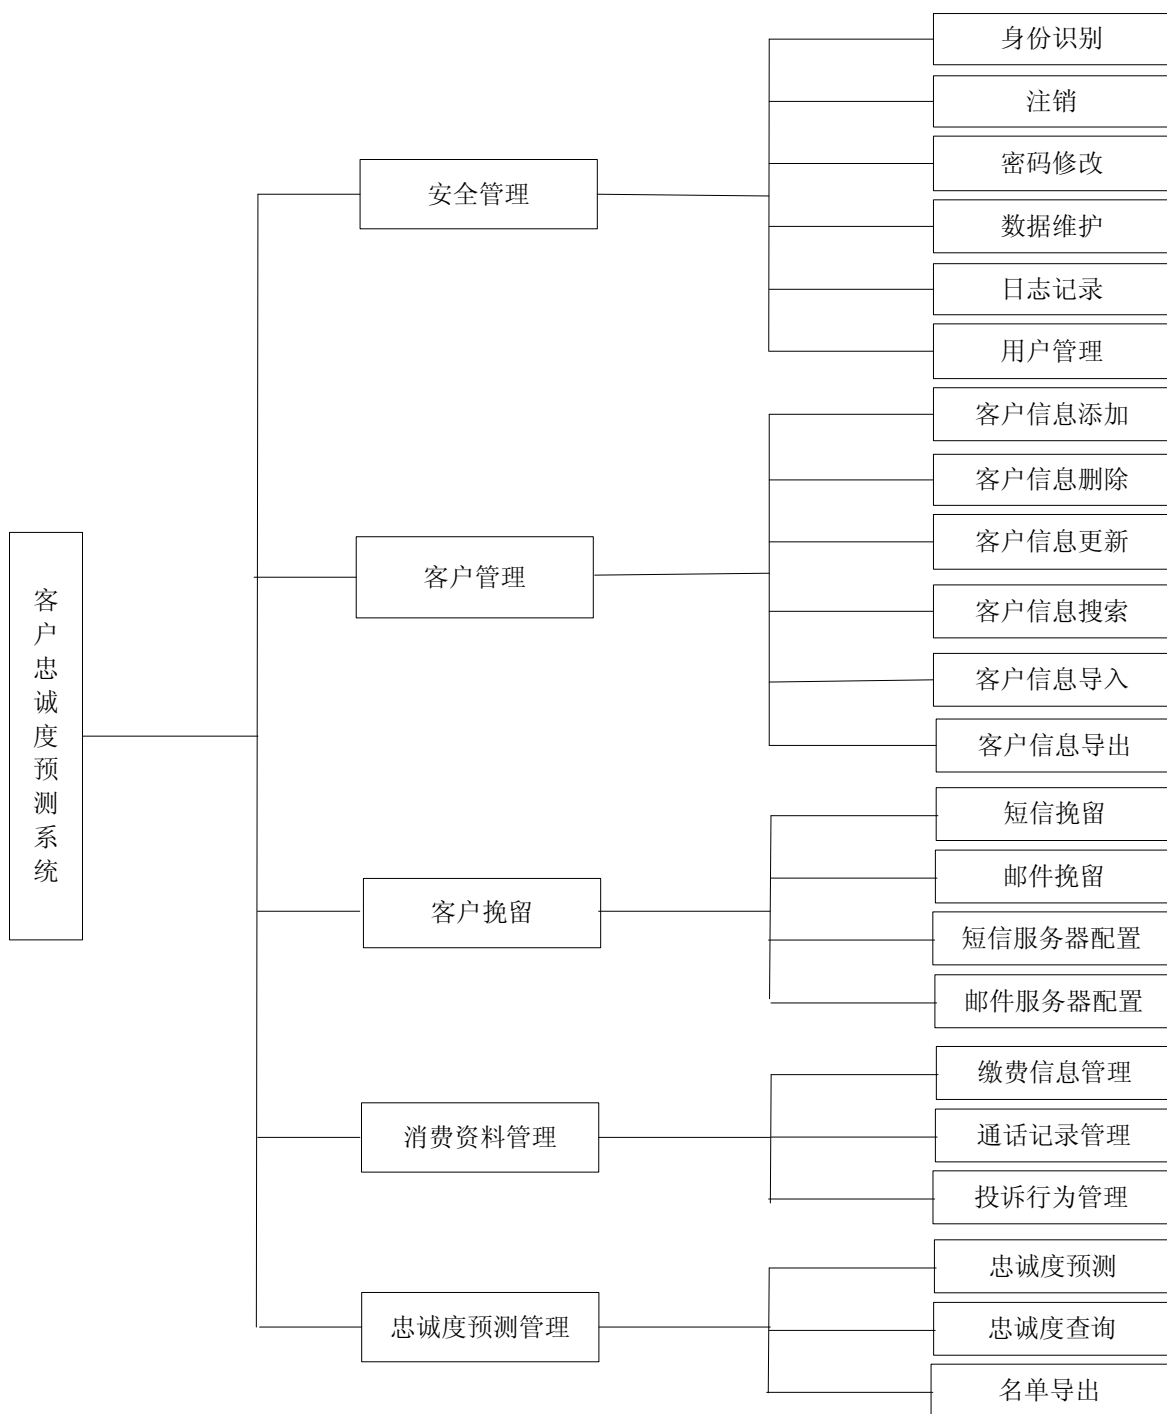 客户忠诚度预测系统
安全管理
身份识别
注销
密码修改
数据维护
日志记录
用户管理
客户管理
客户信息添加
客户信息删除
客户信息更新
客户信息搜索
客户信息导入
客户信息导出
客户挽留
短信挽留
邮件挽留
短信服务器配置
邮件服务器配置
消费资料管理
缴费信息管理
通话记录管理
投诉行为管理
忠诚度预测管理
忠诚度预测
忠诚度查询
名单导出